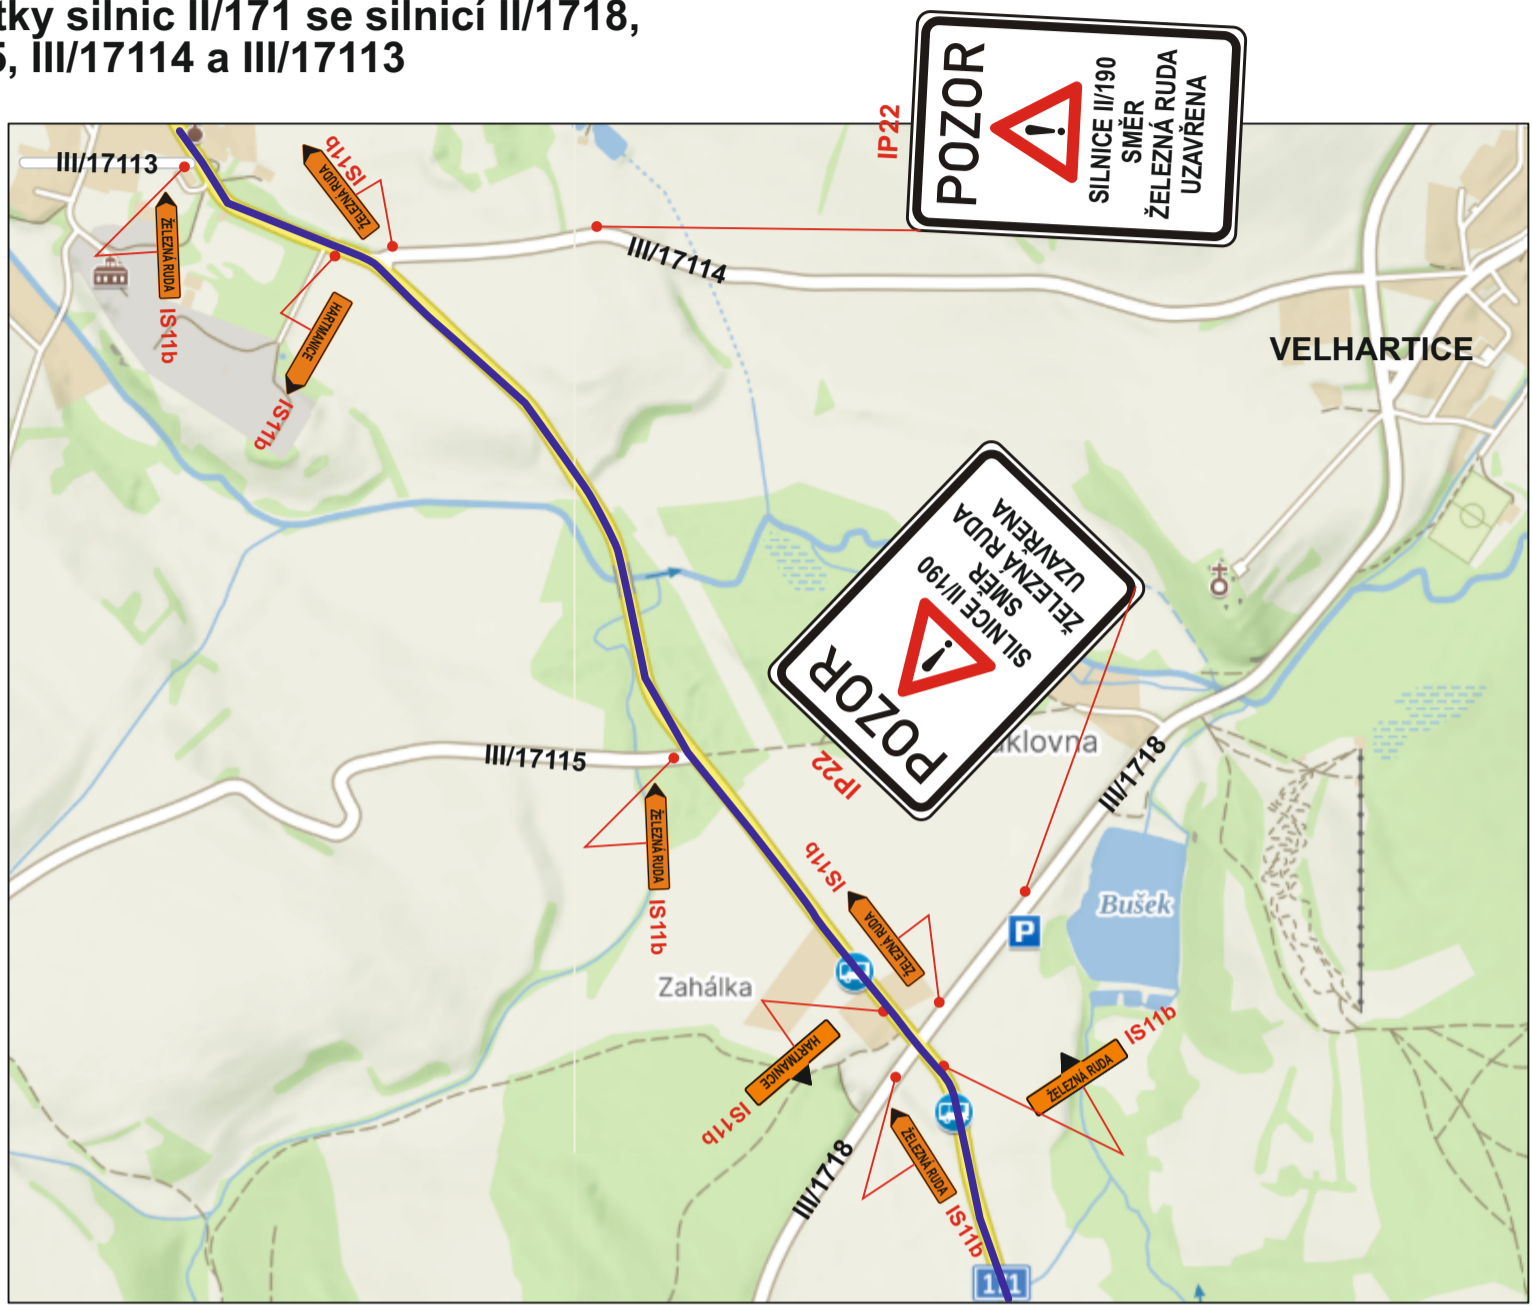 tky silnic II/171 se silnicí II/1718,
5, III/17114 a III/17113
IP22
POZOR
SILNICE II/190
SMĚR
ŽELEZNÁ RUDA
UZAVŘENA
III/17113
IS11b
ŽELEZNÁ RUDA
ŽELEZNÁ RUDA
IS11b
III/17114
HARTMANICE
IS11b
VELHARTICE
POZOR
SILNICE II/190
SMĚR
ŽELEZNÁ RUDA
UZAVŘENA
IP22
klovna
III/17115
III/1718
ŽELEZNÁ RUDA
IS11b
IS11b
ŽELEZNÁ RUDA
P
Bušek
Zahálka
HARTMANICE
IS11b
IS11b
ŽELEZNÁ RUDA
ŽELEZNÁ RUDA
IS11b
III/1718
171